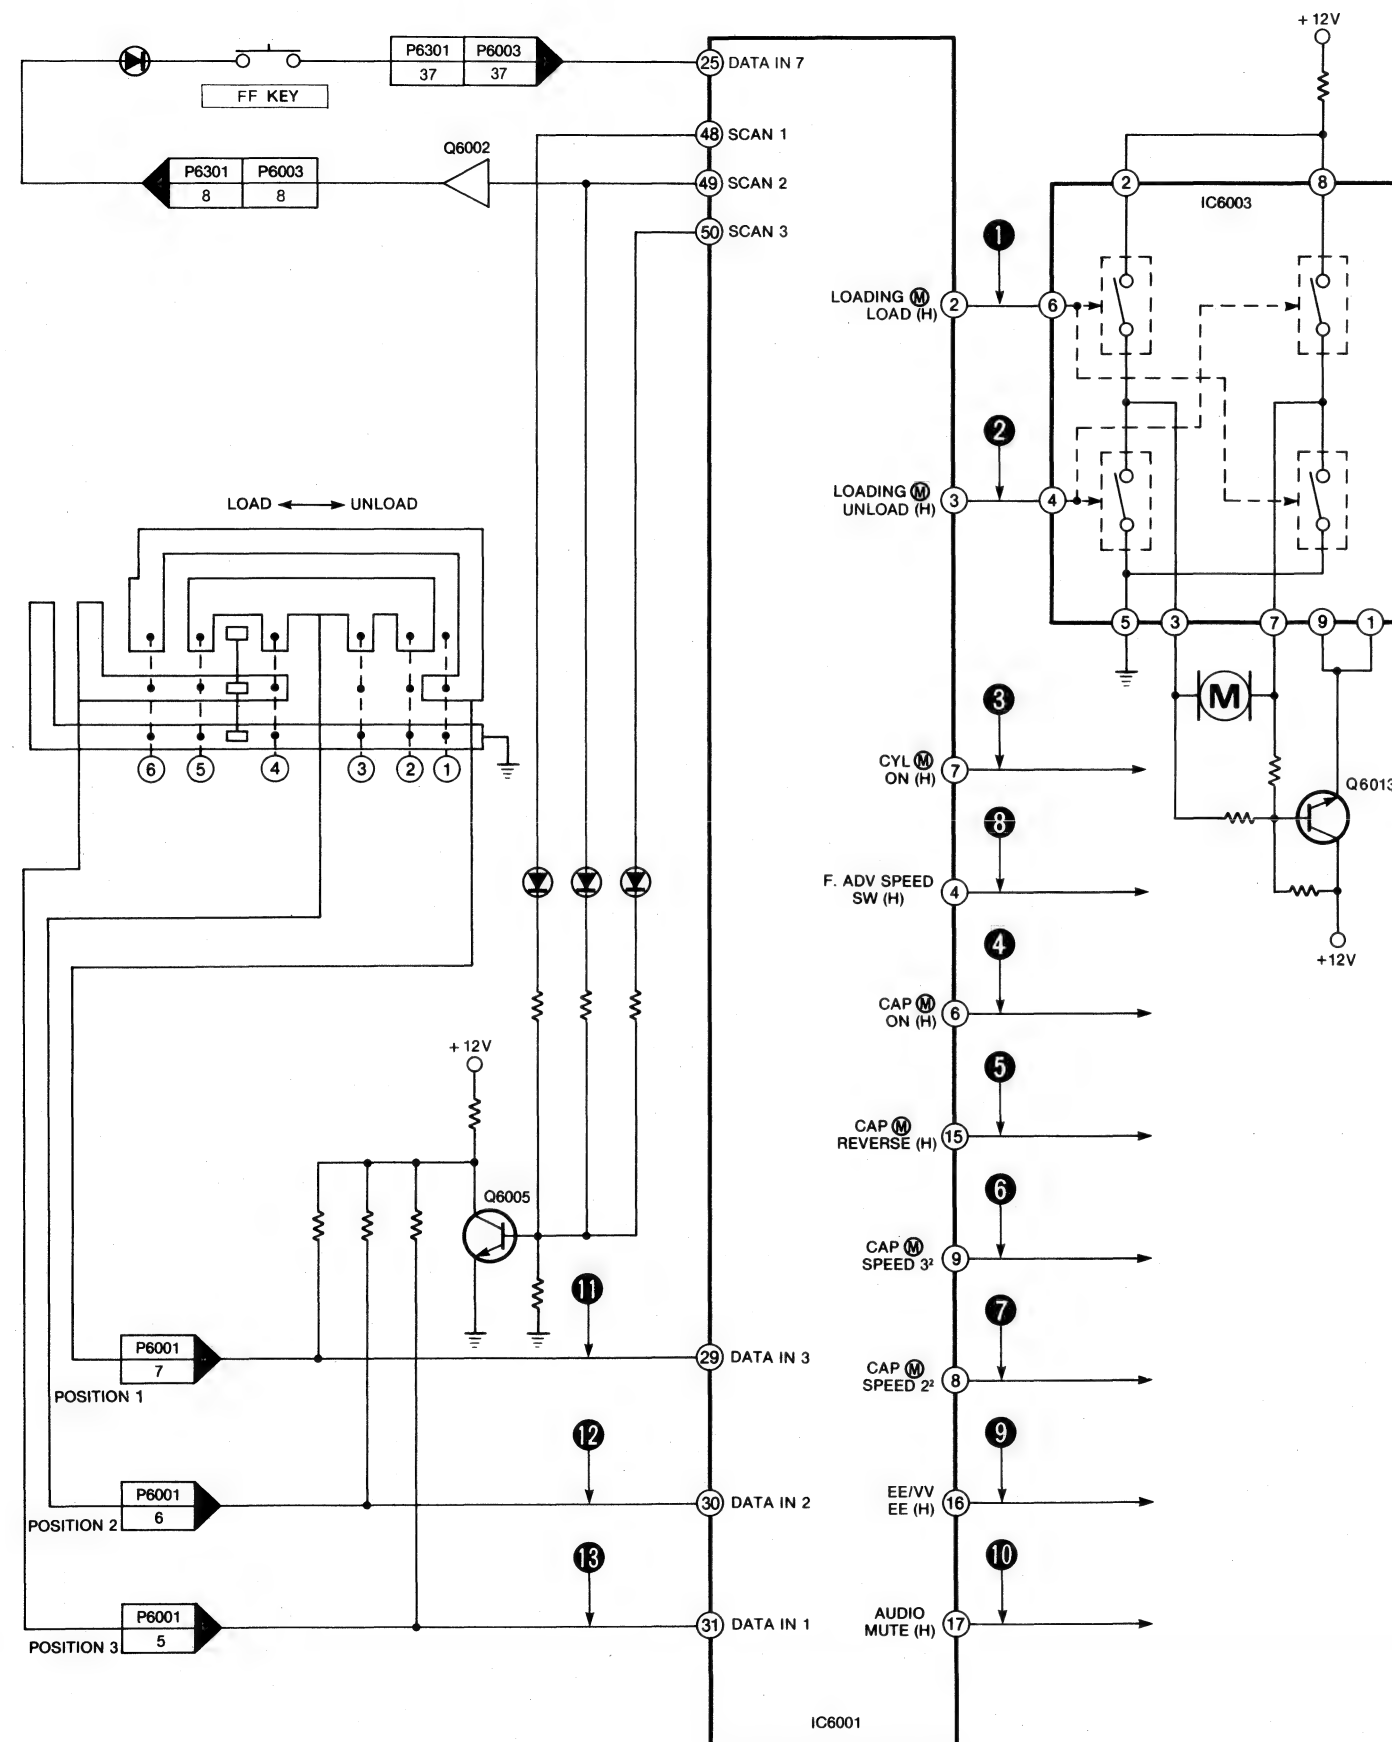 + 12V
P6301 P6003
37 37
25 DATA IN 7
FF KEY
48 SCAN 1
Q6002
P6301 P6003
8 8
49 SCAN 2
2 8
IC6003
50 SCAN 3
1
LOADING M
LOAD (H)
2 6
2
LOADING M
UNLOAD (H)
3 4
LOAD UNLOAD
5 3 7 9 1
M
3
6 5 4 3 2 1
CYL M
ON (H)
7
Q6013
8
F. ADV SPEED
SW (H)
4
4
+12V
CAP M
ON (H)
6
+ 12V
5
CAP M
REVERSE (H)
15
Q6005
6
CAP M
SPEED 3²
9
11
7
P6001
7
POSITION 1
29 DATA IN 3
CAP M
SPEED 2²
8
12
9
P6001
6
POSITION 2
30 DATA IN 2
EE/VV
EE (H)
16
13
10
P6001
5
POSITION 3
31 DATA IN 1
AUDIO
MUTE (H)
17
IC6001